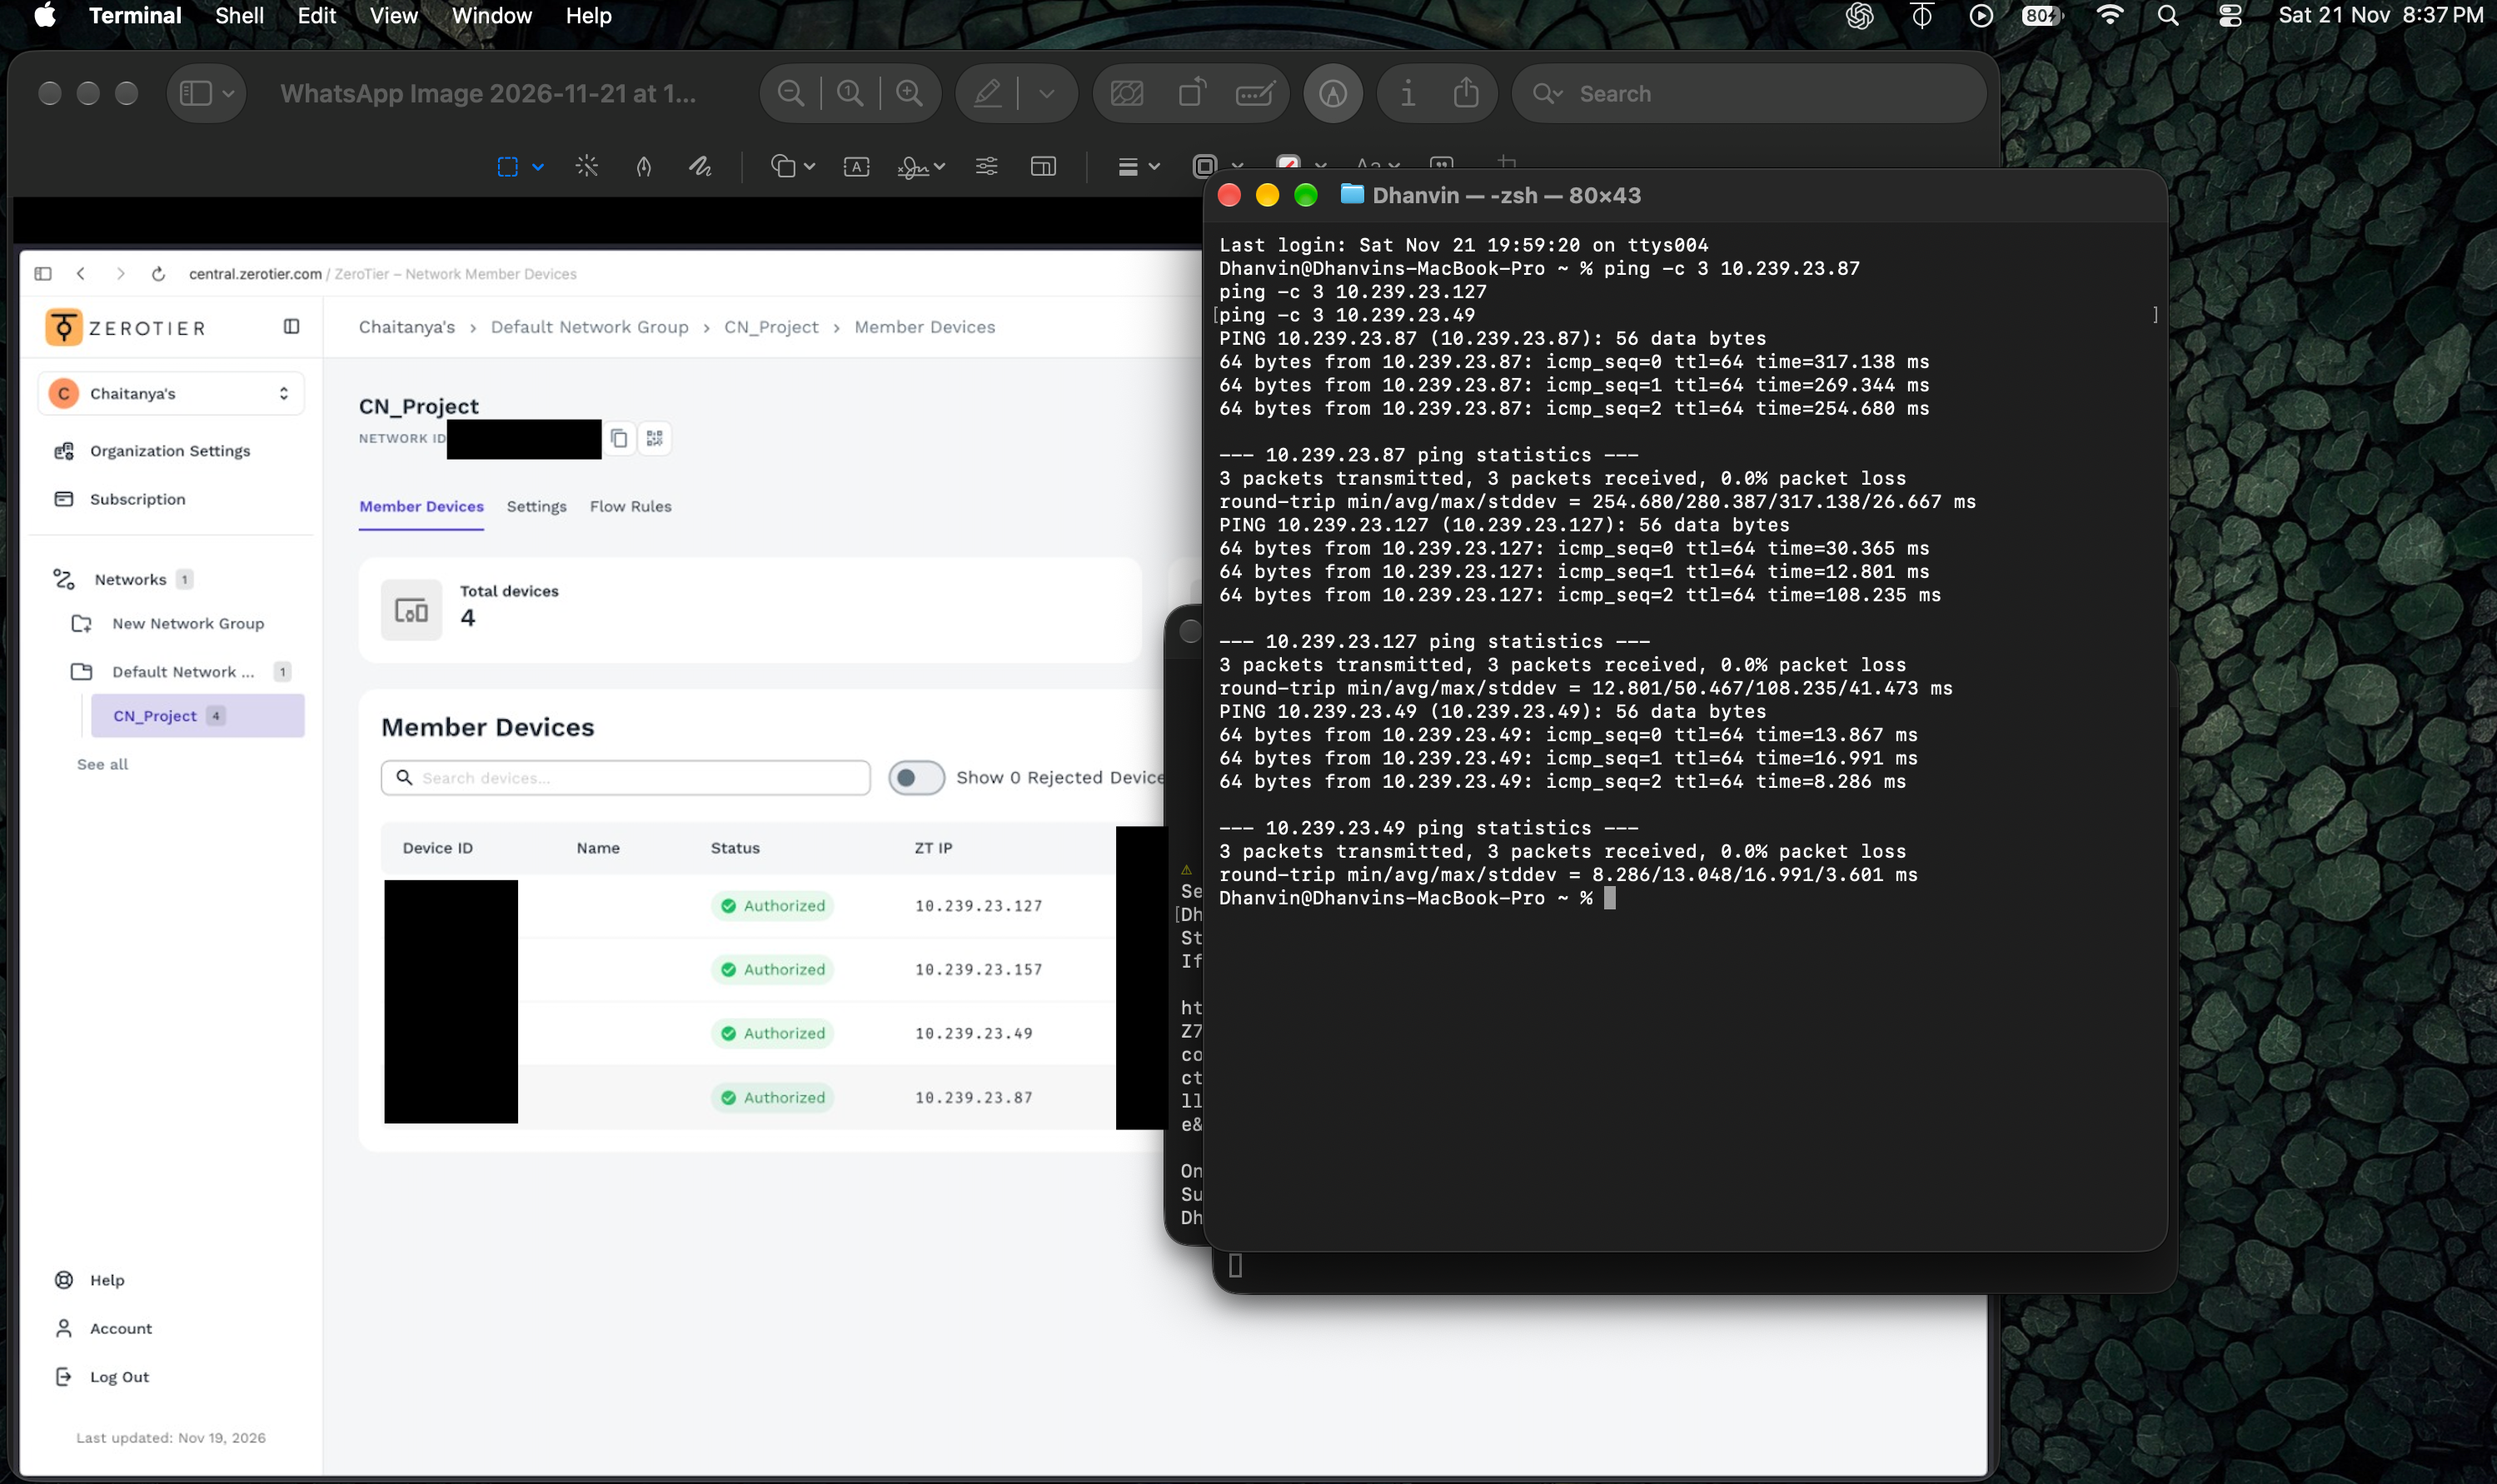 Terminal Shell Edit View Window Help
80
Sat 21 Nov 8:37 PM
WhatsApp Image 2026-11-21 at 1...
Search
central.zerotier.com / ZeroTier – Network Member Devices
ZEROTIER
Chaitanya's
C
Organization Settings
Subscription
Networks 1
New Network Group
Default Network ... 1
CN_Project 4
See all
Help
Account
Log Out
Last updated: Nov 19, 2026
Chaitanya's > Default Network Group > CN_Project > Member Devices
CN_Project
NETWORK ID
Member Devices Settings Flow Rules
Total devices
4
Member Devices
Search devices...
Show 0 Rejected Device
Device ID Name Status ZT IP
Authorized 10.239.23.127
Authorized 10.239.23.157
Authorized 10.239.23.49
Authorized 10.239.23.87
Se
[Dh
St
If
ht
Z7
co
ct
ll
e&
On
Su
Dh
Dhanvin — -zsh — 80×43
Last login: Sat Nov 21 19:59:20 on ttys004
Dhanvin@Dhanvins-MacBook-Pro ~ % ping -c 3 10.239.23.87
ping -c 3 10.239.23.127
[ping -c 3 10.239.23.49 ]
PING 10.239.23.87 (10.239.23.87): 56 data bytes
64 bytes from 10.239.23.87: icmp_seq=0 ttl=64 time=317.138 ms
64 bytes from 10.239.23.87: icmp_seq=1 ttl=64 time=269.344 ms
64 bytes from 10.239.23.87: icmp_seq=2 ttl=64 time=254.680 ms
--- 10.239.23.87 ping statistics ---
3 packets transmitted, 3 packets received, 0.0% packet loss
round-trip min/avg/max/stddev = 254.680/280.387/317.138/26.667 ms
PING 10.239.23.127 (10.239.23.127): 56 data bytes
64 bytes from 10.239.23.127: icmp_seq=0 ttl=64 time=30.365 ms
64 bytes from 10.239.23.127: icmp_seq=1 ttl=64 time=12.801 ms
64 bytes from 10.239.23.127: icmp_seq=2 ttl=64 time=108.235 ms
--- 10.239.23.127 ping statistics ---
3 packets transmitted, 3 packets received, 0.0% packet loss
round-trip min/avg/max/stddev = 12.801/50.467/108.235/41.473 ms
PING 10.239.23.49 (10.239.23.49): 56 data bytes
64 bytes from 10.239.23.49: icmp_seq=0 ttl=64 time=13.867 ms
64 bytes from 10.239.23.49: icmp_seq=1 ttl=64 time=16.991 ms
64 bytes from 10.239.23.49: icmp_seq=2 ttl=64 time=8.286 ms
--- 10.239.23.49 ping statistics ---
3 packets transmitted, 3 packets received, 0.0% packet loss
round-trip min/avg/max/stddev = 8.286/13.048/16.991/3.601 ms
Dhanvin@Dhanvins-MacBook-Pro ~ %